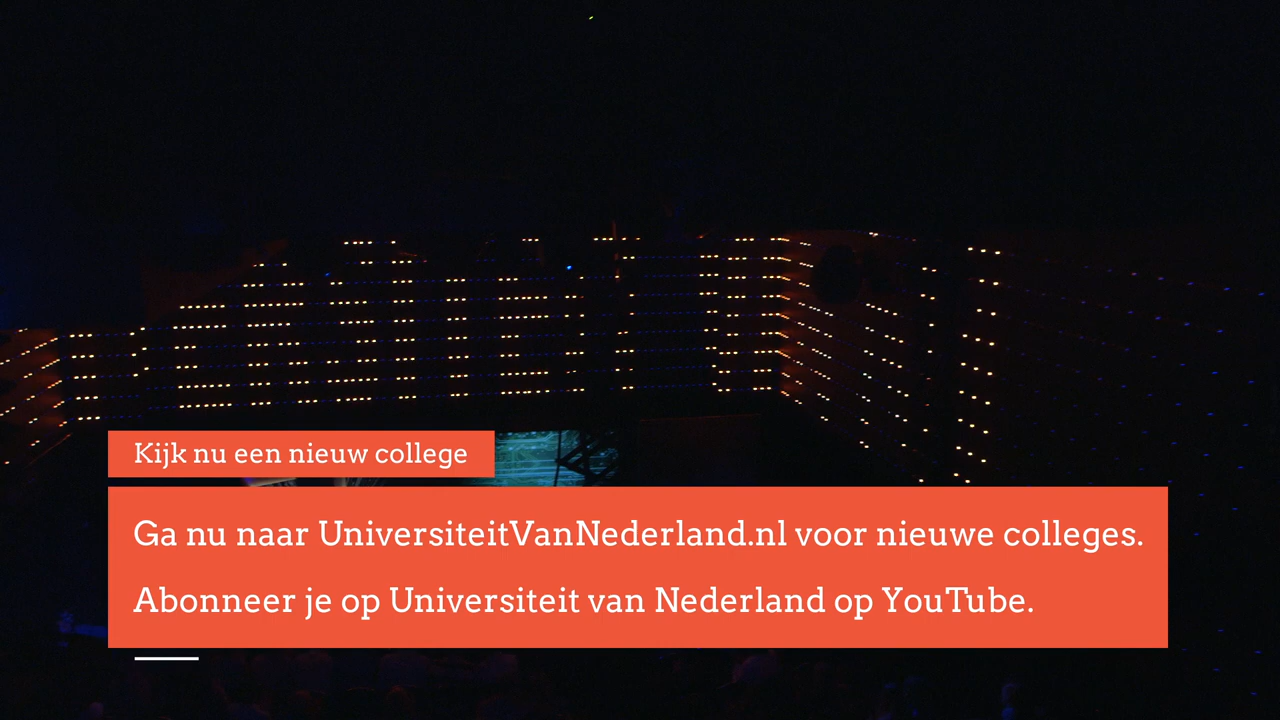 Kijk nu een nieuw college
Ga nu naar UniversiteitVanNederland.nl voor nieuwe colleges.
Abonneer je op Universiteit van Nederland op YouTube.